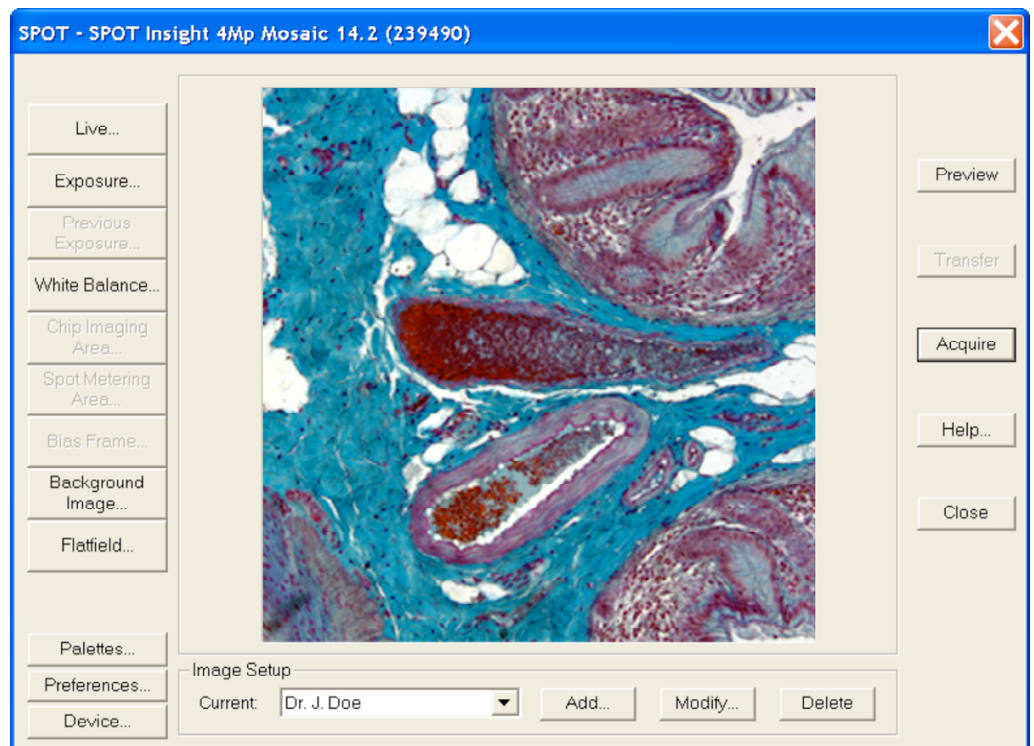 SPOT - SPOT Insight 4Mp Mosaic 14.2 (239490)
Live...
Exposure...
Previous
Exposure...
White Balance...
Chip Imaging
Area...
Spot Metering
Area...
Bias Frame...
Background
Image...
Flatfield...
Palettes...
Preferences...
Device...
Image Setup
Current:
Dr. J. Doe
Add...
Modify...
Delete
Preview
Transfer
Acquire
Help...
Close